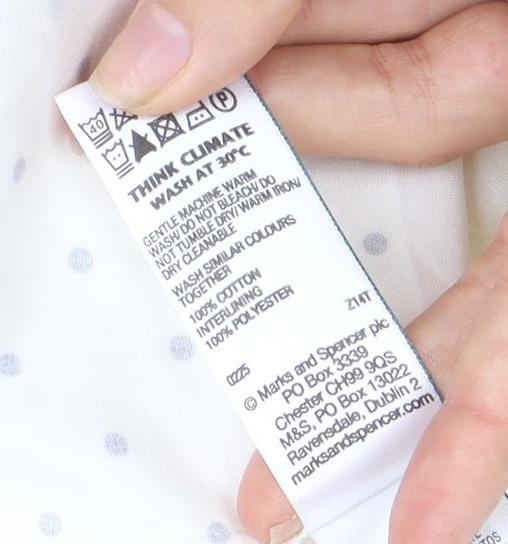 40
P
THINK CLIMATE
WASH AT 30°C
GENTLE MACHINE WARM
WASH/ DO NOT BLEACH/ DO
NOT TUMBLE DRY/ WARM IRON/
DRY CLEANABLE
WASH SIMILAR COLOURS
TOGETHER
100% COTTON
INTERLINING
100% POLYESTER
Z14T
0225
© Marks and Spencer plc
PO Box 3339
Chester CH99 9QS
M&S, PO Box 13022
Ravensdale, Dublin 2
marksandspencer.com